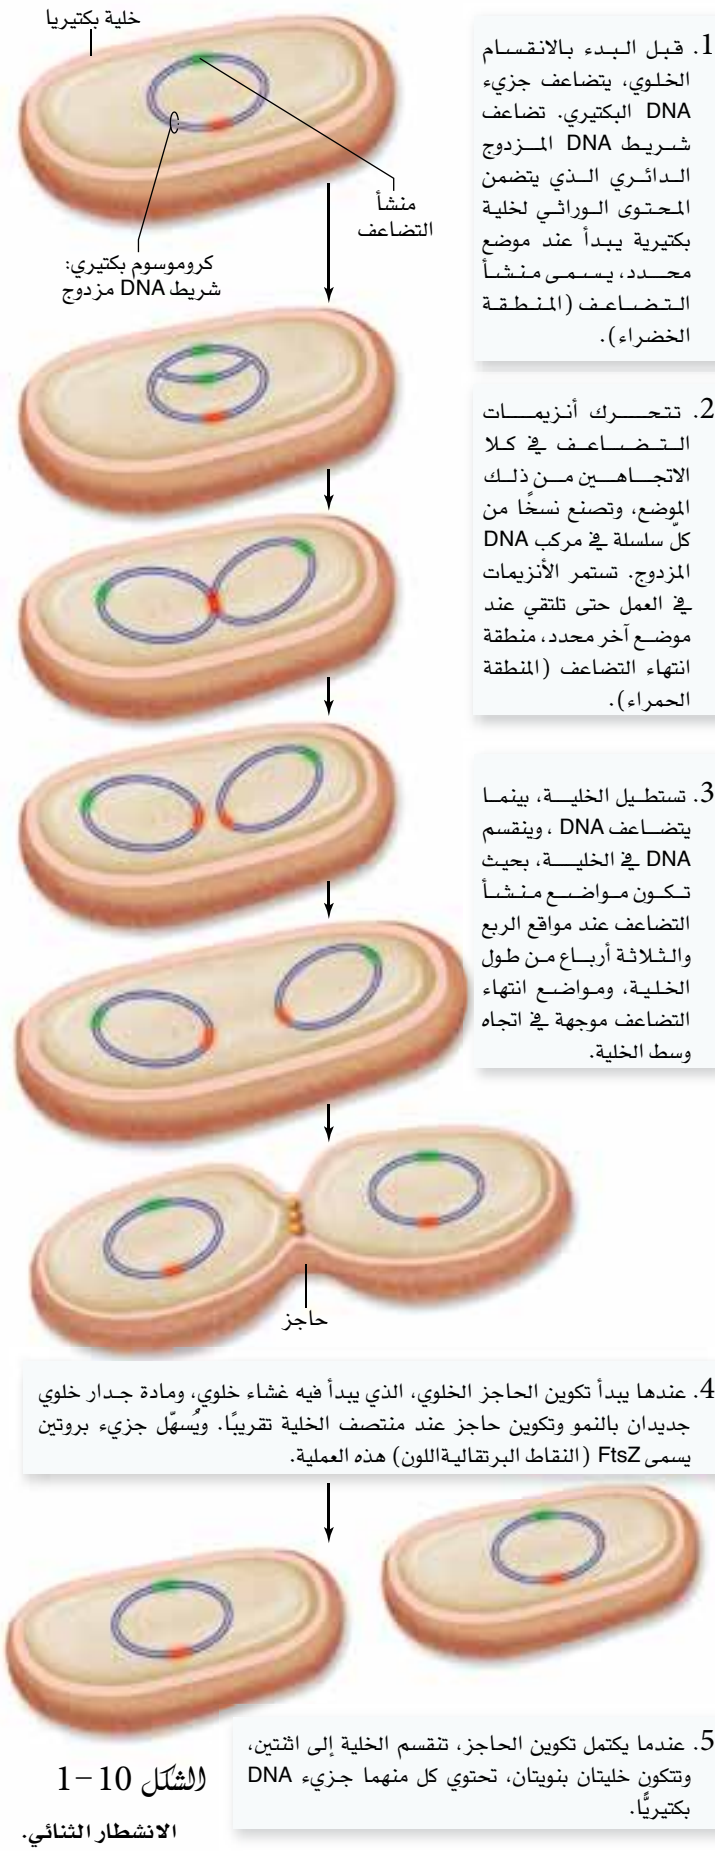 خلية بكتيريا
منشأ
التضاعف
كروموسوم بكتيري:
شريط DNA مزدوج
1. قبل البدء بالانقسام
الخلوي، يتضاعف جزيء
DNA البكتيري. تضاعف
شريط DNA المزدوج
الدائري الذي يتضمن
المحتوى الوراثي لخلية
بكتيرية يبدأ عند موضع
محدد، يسمى منشأ
التضاعف (المنطقة
الخضراء).
2. تتحرك أنزيمات
التضاعف في كلا
الاتجاهين من ذلك
الموضع، وتصنع نسخًا من
كلّ سلسلة في مركب DNA
المزدوج. تستمر الأنزيمات
في العمل حتى تلتقي عند
موضع آخر محدد، منطقة
انتهاء التضاعف (المنطقة
الحمراء).
3. تستطيل الخلية، بينما
يتضاعف DNA ، وينقسم
DNA في الخلية، بحيث
تكون مواضع منشأ
التضاعف عند مواقع الربع
والثلاثة أرباع من طول
الخلية، ومواضع انتهاء
التضاعف موجهة في اتجاه
وسط الخلية.
حاجز
4. عندها يبدأ تكوين الحاجز الخلوي، الذي يبدأ فيه غشاء خلوي، ومادة جدار خلوي
جديدان بالنمو وتكوين حاجز عند منتصف الخلية تقريبًا. ويُسهّل جزيء بروتين
يسمى FtsZ (النقاط البرتقاليةاللون) هذه العملية.
5. عندما يكتمل تكوين الحاجز، تنقسم الخلية إلى اثنتين،
وتتكون خليتان بنويتان، تحتوي كل منهما جزيء DNA
بكتيريًّا.
الشكل 10-1
الانشطار الثنائي.